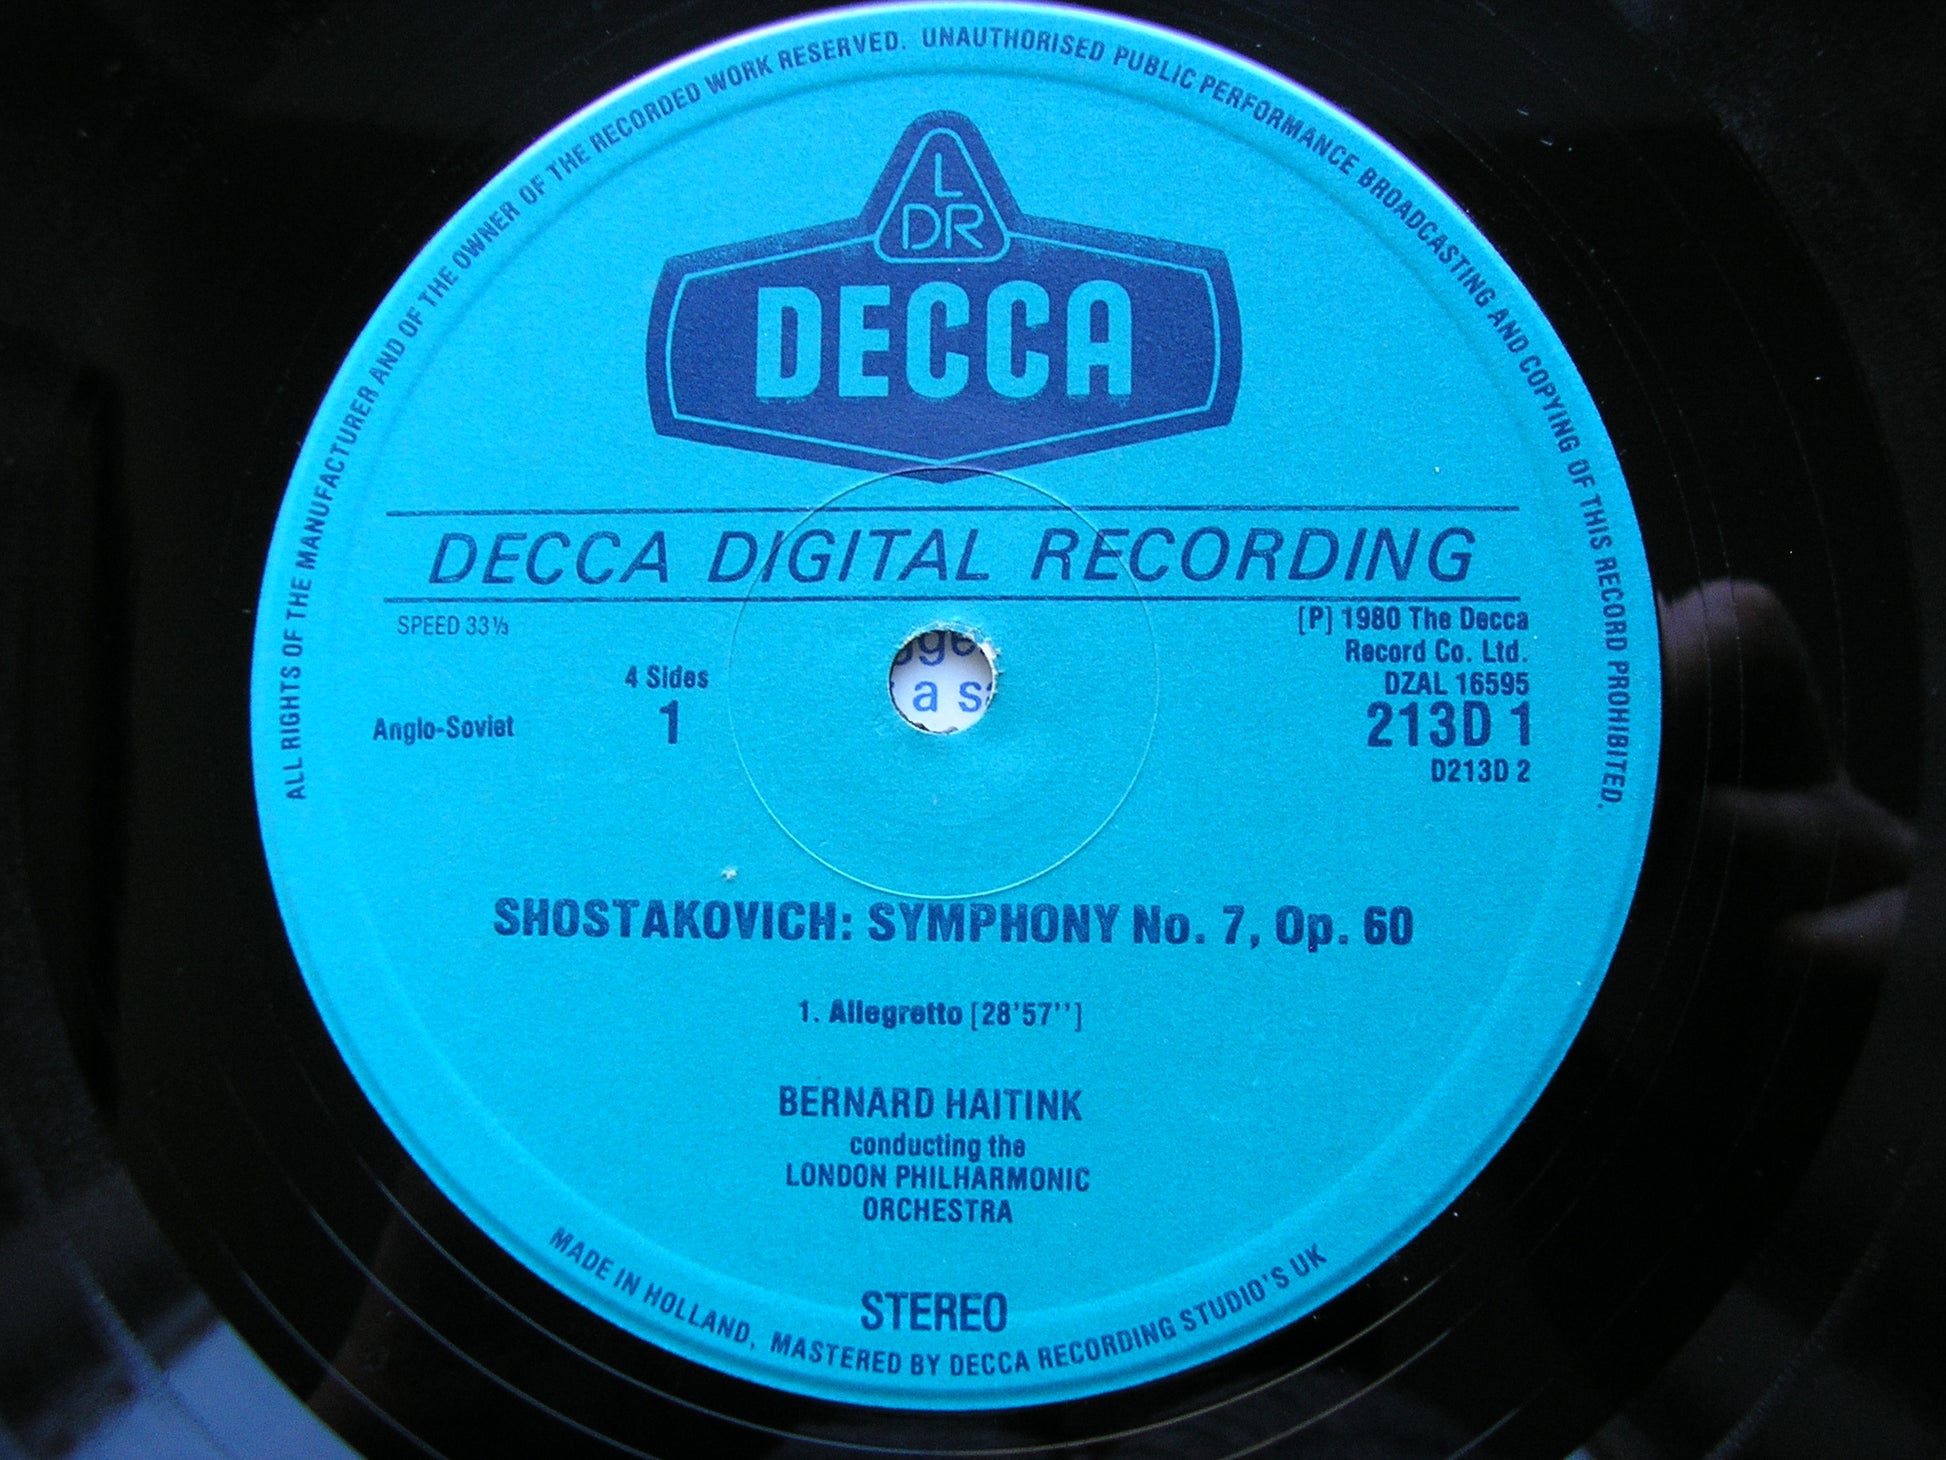 ALL RIGHTS OF THE MANUFACTURER AND OF THE OWNER OF THE RECORDED WORK RESERVED. UNAUTHORISED PUBLIC PERFORMANCE BROADCASTING AND COPYING OF THIS RECORD PROHIBITED.
L
DR
DECCA
DECCA DIGITAL RECORDING
SPEED 33⅓
[P] 1980 The Decca
Record Co. Ltd.
4 Sides
DZAL 16595
Anglo-Soviet
1
213D 1
D213D 2
a
SHOSTAKOVICH: SYMPHONY No. 7, Op. 60
1. Allegretto [28'57'']
BERNARD HAITINK
conducting the
LONDON PHILHARMONIC
ORCHESTRA
STEREO
MADE IN HOLLAND, MASTERED BY DECCA RECORDING STUDIO'S UK